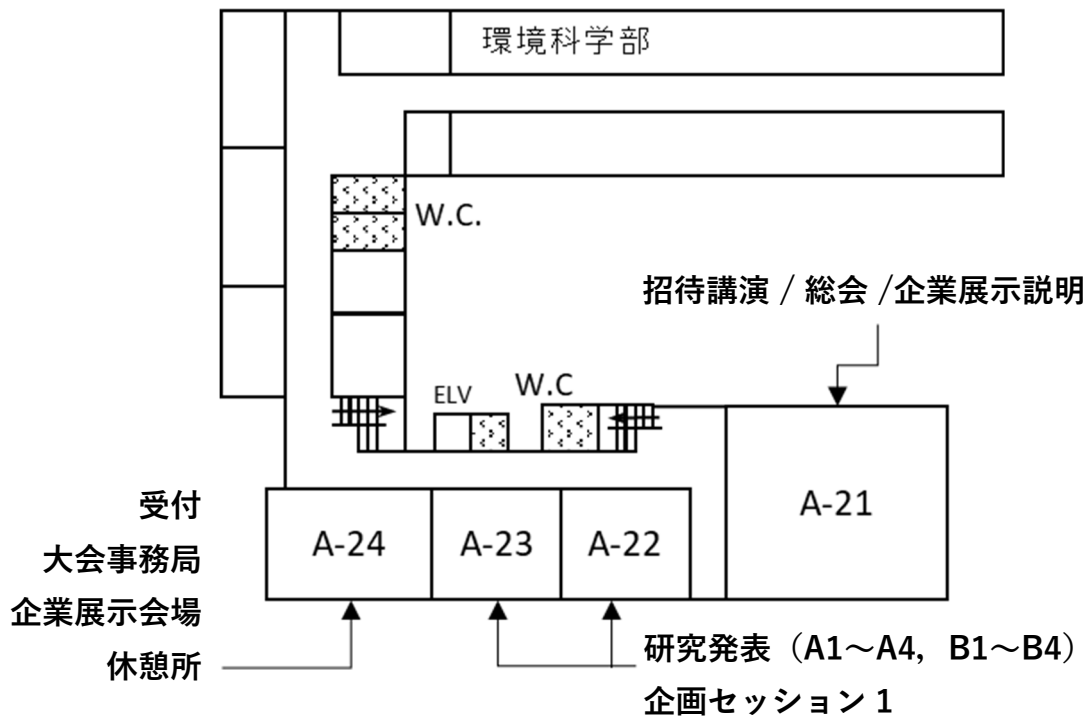 環境科学部
W.C.
招待講演 / 総会 /企業展示説明
ELV
W.C
A-21
A-24
A-23
A-22
受付
大会事務局
企業展示会場
休憩所
研究発表（A1～A4，B1～B4）
企画セッション 1